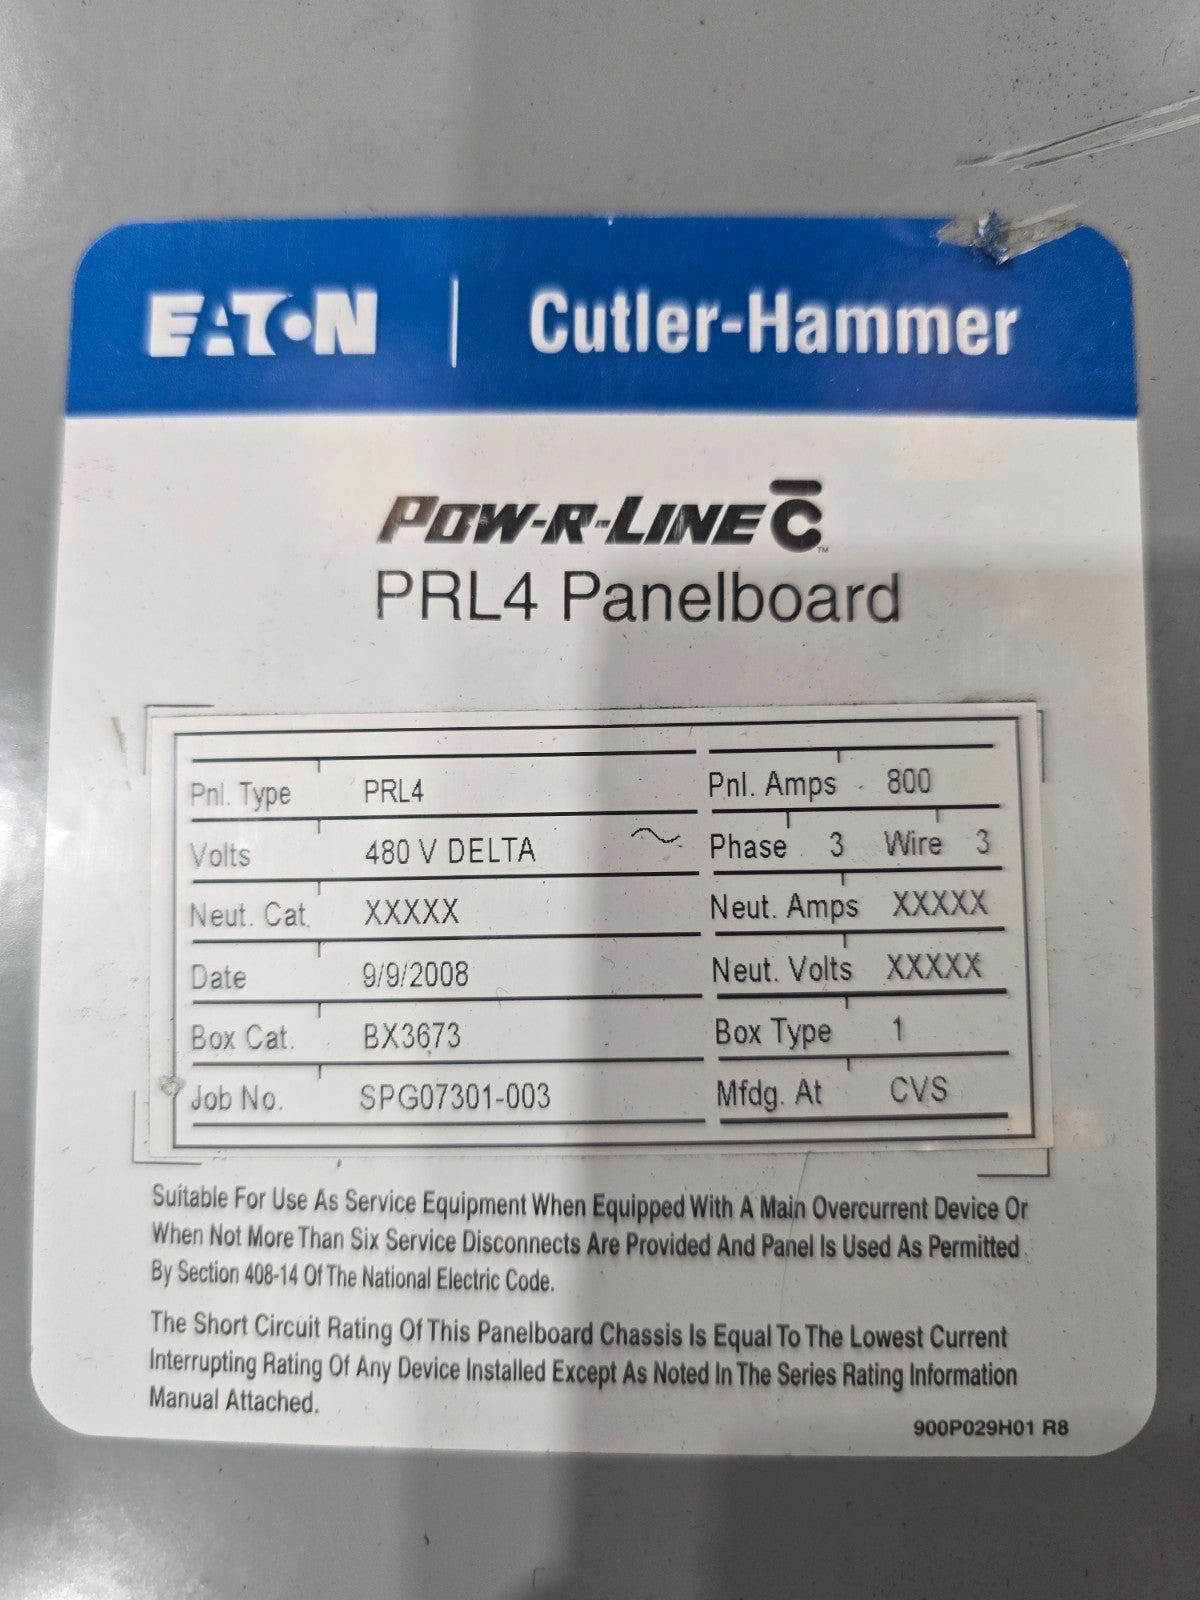 EATON | Cutler-Hammer
POW-R-LINE C™
PRL4 Panelboard
Pnl. Type PRL4 Pnl. Amps 800
Volts 480 V DELTA ~ Phase 3 Wire 3
Neut. Cat. XXXXX Neut. Amps XXXXX
Date 9/9/2008 Neut. Volts XXXXX
Box Cat. BX3673 Box Type 1
Job No. SPG07301-003 Mfdg. At CVS
Suitable For Use As Service Equipment When Equipped With A Main Overcurrent Device Or
When Not More Than Six Service Disconnects Are Provided And Panel Is Used As Permitted
By Section 408-14 Of The National Electric Code.
The Short Circuit Rating Of This Panelboard Chassis Is Equal To The Lowest Current
Interrupting Rating Of Any Device Installed Except As Noted In The Series Rating Information
Manual Attached.
900P029H01 R8